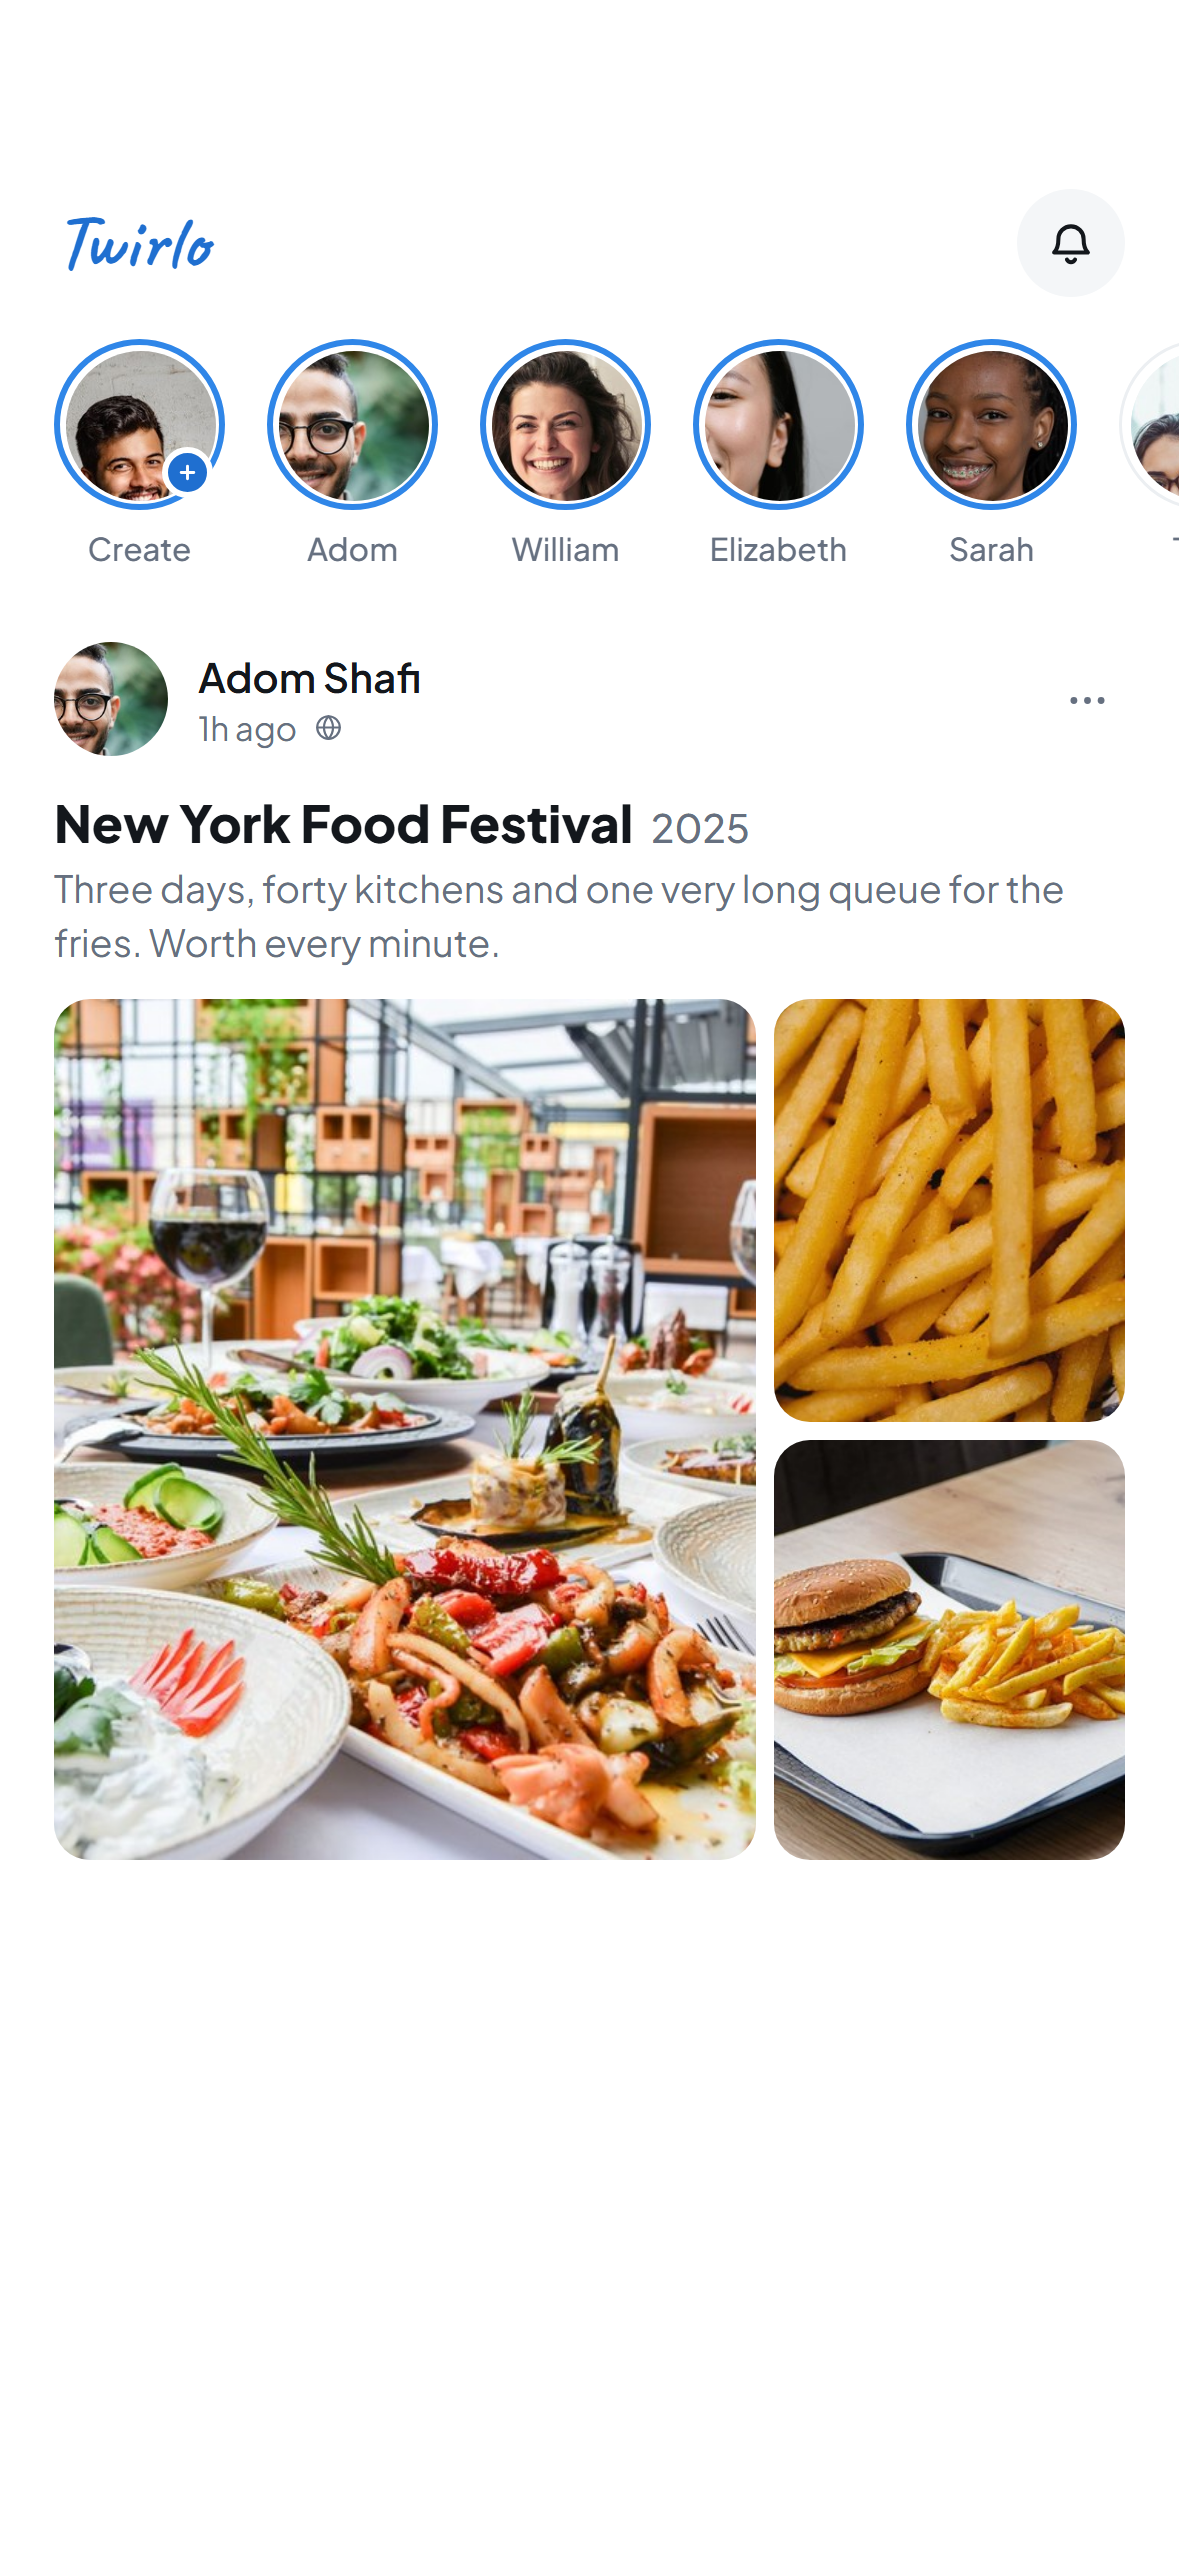 Twirlo
Create
Adom
William
Elizabeth
Sarah
Adom Shafi
1h ago
New York Food Festival 2025
Three days, forty kitchens and one very long queue for the
fries. Worth every minute.